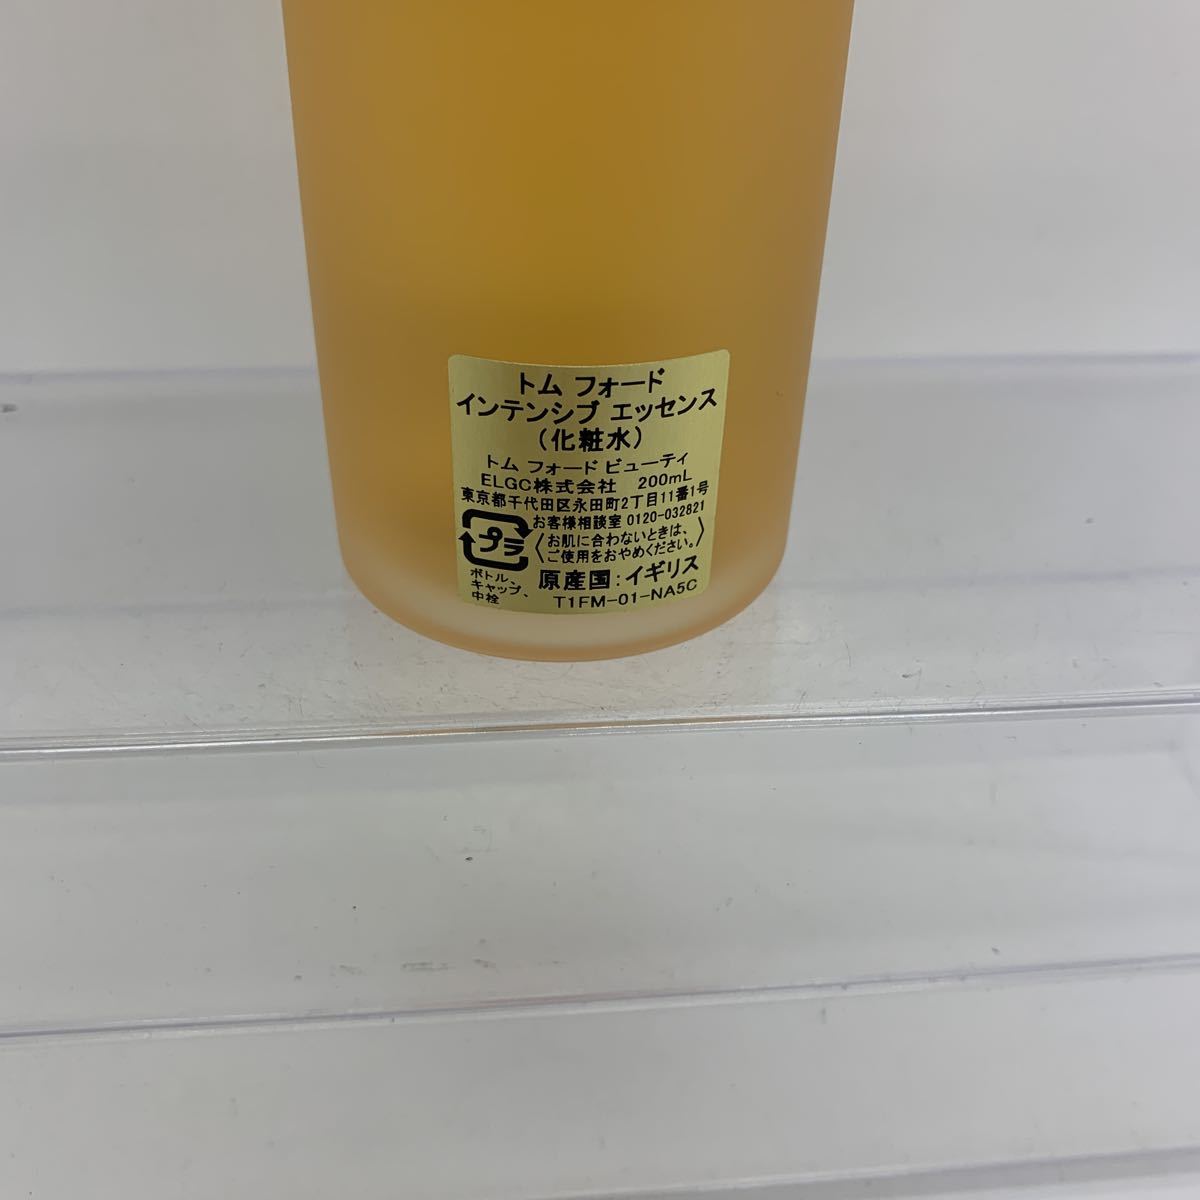 トム フォード
インテンシブ エッセンス
（化粧水）
トム フォード ビューティ
ELGC株式会社 200mL
東京都千代田区永田町2丁目11番1号
お客様相談室 0120-032821
〈お肌に合わないときは、
ご使用をおやめください。〉
プラ
ボトル、
キャップ、
中栓
原産国：イギリス
T1FM-01-NA5C